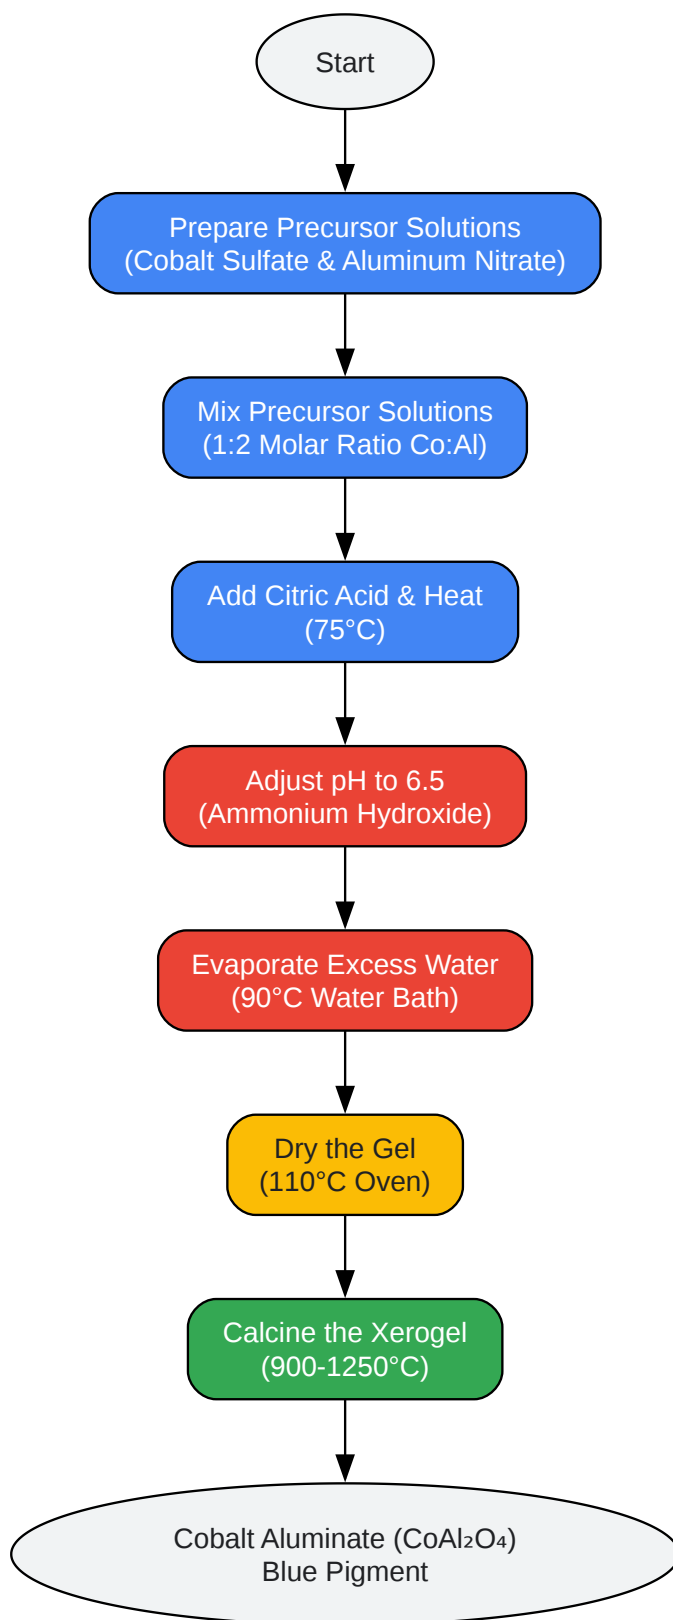 Start
Prepare Precursor Solutions
(Cobalt Sulfate & Aluminum Nitrate)
Mix Precursor Solutions
(1:2 Molar Ratio Co:Al)
Add Citric Acid & Heat
(75°C)
Adjust pH to 6.5
(Ammonium Hydroxide)
Evaporate Excess Water
(90°C Water Bath)
Dry the Gel
(110°C Oven)
Calcine the Xerogel
(900-1250°C)
Cobalt Aluminate (CoAl₂O₄)
Blue Pigment